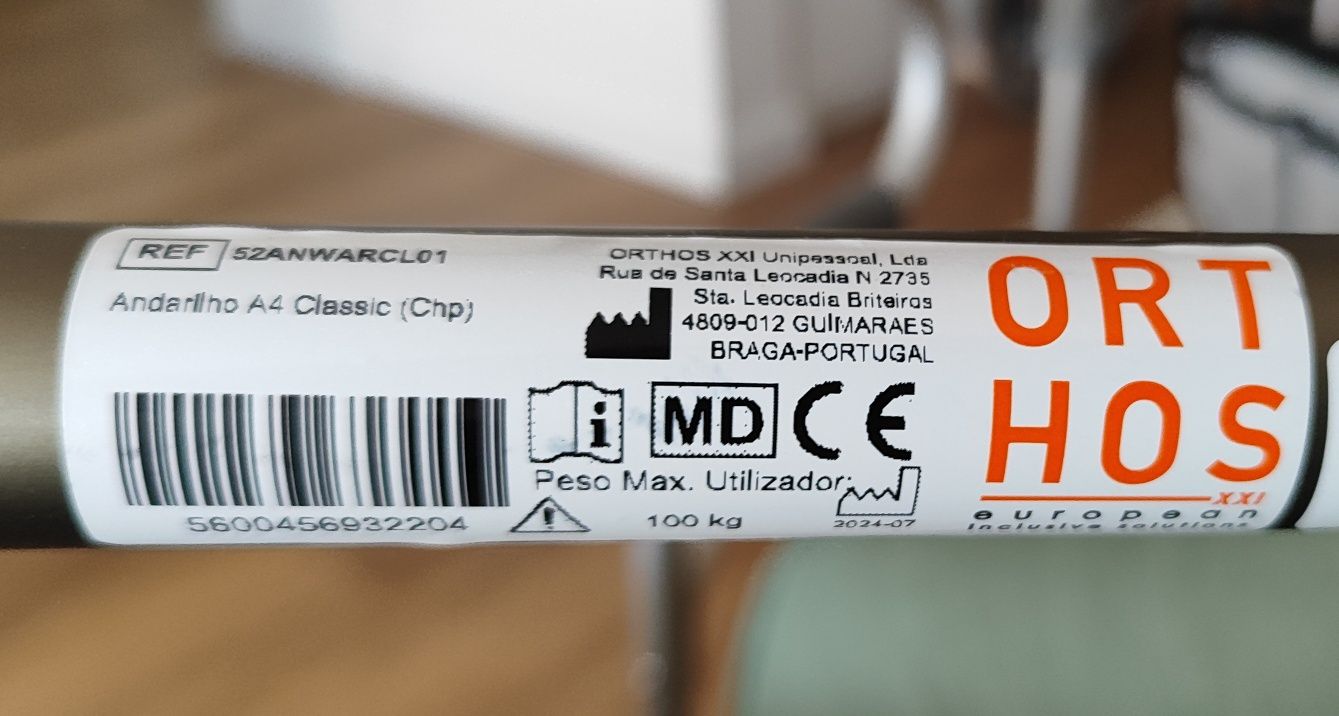 REF 52ANWARCL01
Andarilho A4 Classic (Chp)
5600456932204
ORTHOS XXI Unipessoal, Lda
Rua de Santa Leocadia N 2735
Sta. Leocadia Briteiros
4809-012 GUIMARAES
BRAGA-PORTUGAL
i MD CE
Peso Max. Utilizador:
! 100 kg
2024-07
ORT
HOS
XXI
european
inclusive solutions